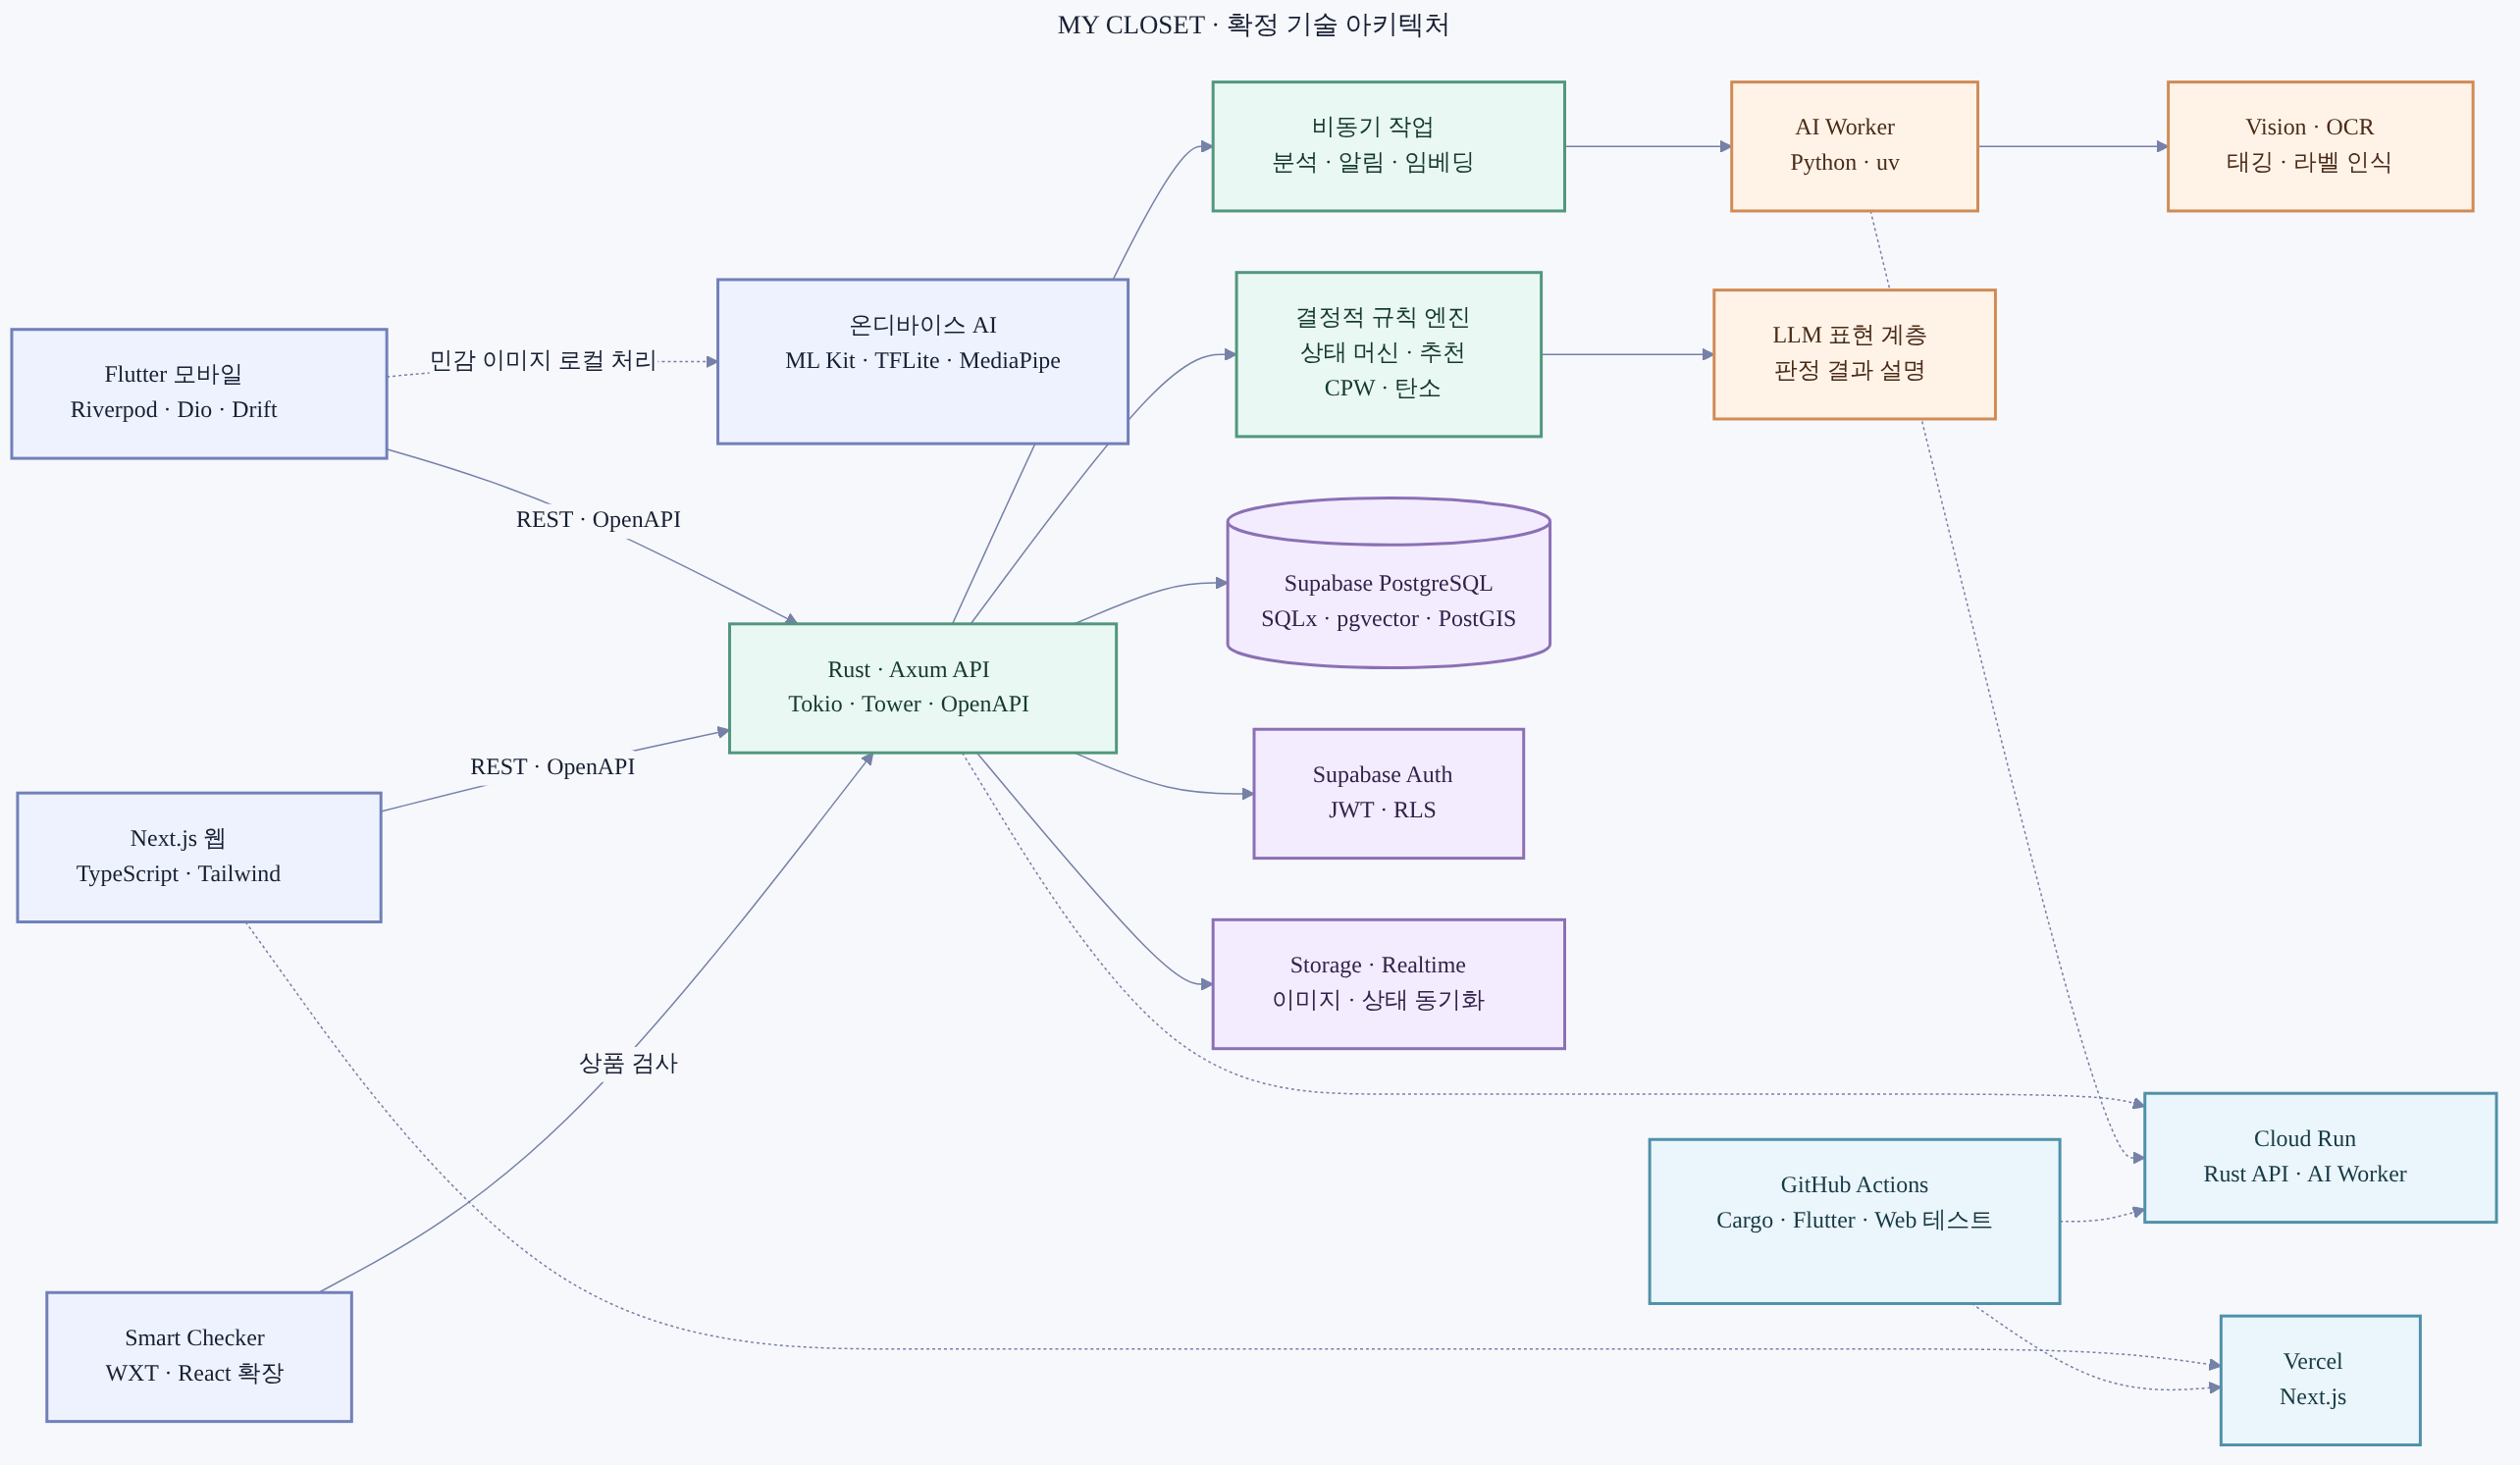 MY CLOSET · 확정 기술 아키텍처
비동기 작업
분석 · 알림 · 임베딩
AI Worker
Python · uv
Vision · OCR
태깅 · 라벨 인식
Flutter 모바일
Riverpod · Dio · Drift
민감 이미지 로컬 처리
온디바이스 AI
ML Kit · TFLite · MediaPipe
결정적 규칙 엔진
상태 머신 · 추천
CPW · 탄소
LLM 표현 계층
판정 결과 설명
REST · OpenAPI
Supabase PostgreSQL
SQLx · pgvector · PostGIS
Rust · Axum API
Tokio · Tower · OpenAPI
REST · OpenAPI
Next.js 웹
TypeScript · Tailwind
Supabase Auth
JWT · RLS
Storage · Realtime
이미지 · 상태 동기화
상품 검사
Cloud Run
Rust API · AI Worker
GitHub Actions
Cargo · Flutter · Web 테스트
Smart Checker
WXT · React 확장
Vercel
Next.js